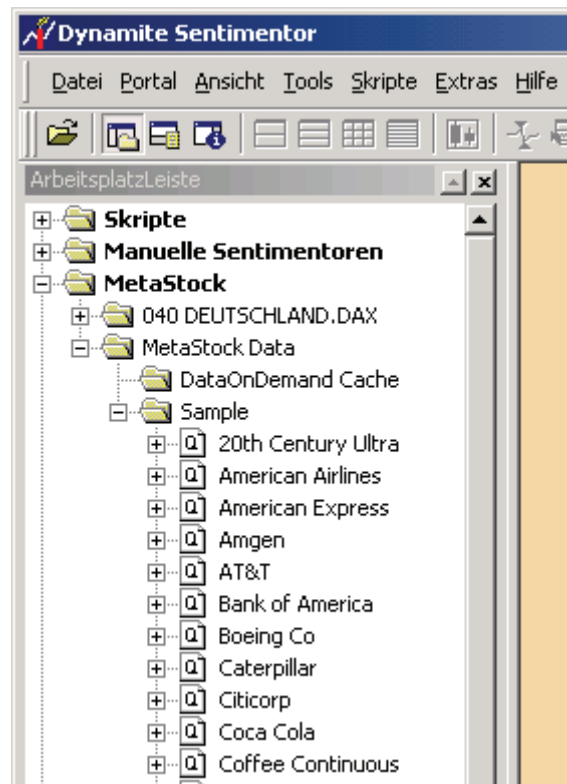 Dynamite Sentimentor
Datei Portal Ansicht Tools Skripte Extras Hilfe
ArbeitsplatzLeiste
Skripte
Manuelle Sentimentoren
MetaStock
040 DEUTSCHLAND.DAX
MetaStock Data
DataOnDemand Cache
Sample
20th Century Ultra
American Airlines
American Express
Amgen
AT&T
Bank of America
Boeing Co
Caterpillar
Citicorp
Coca Cola
Coffee Continuous